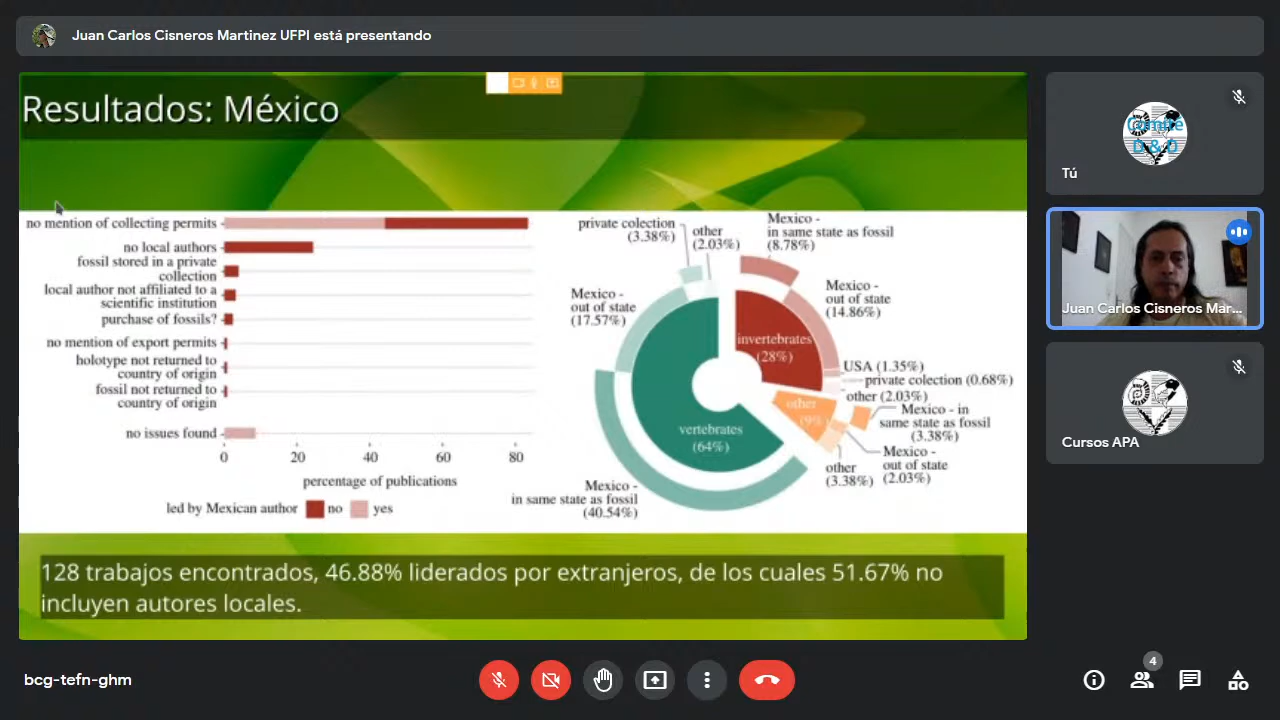 Juan Carlos Cisneros Martinez UFPI está presentando
Resultados: México
no mention of collecting permits
no local authors
fossil stored in a private
collection
local author not affiliated to a
scientific institution
purchase of fossils?
no mention of export permits
holotype not returned to
country of origin
fossil not returned to
country of origin
no issues found
0
20
40
60
80
percentage of publications
led by Mexican author no yes
private colection
(3.38%)
other
(2.03%)
Mexico -
in same state as fossil
(8.78%)
Mexico -
out of state
(17.57%)
Mexico -
out of state
(14.86%)
invertebrates
(28%)
USA (1.35%)
private colection (0.68%)
other (2.03%)
other
(9%)
Mexico - in
same state as fossil
(3.38%)
vertebrates
(64%)
Mexico -
out of state
(2.03%)
other
(3.38%)
Mexico -
in same state as fossil
(40.54%)
128 trabajos encontrados, 46.88% liderados por extranjeros, de los cuales 51.67% no
incluyen autores locales.
Comité
D & D
Tú
Juan Carlos Cisneros Mar...
Cursos APA
bcg-tefn-ghm
4